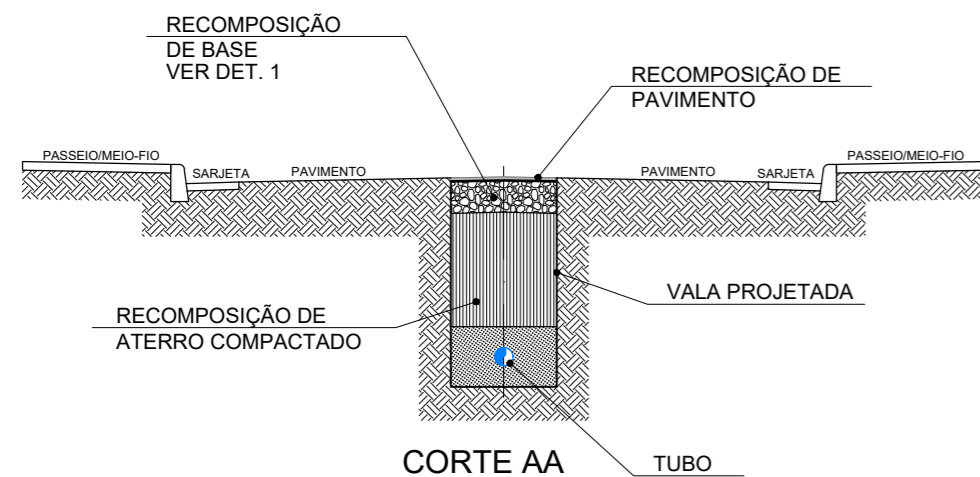 RECOMPOSIÇÃO
DE BASE
VER DET. 1
RECOMPOSIÇÃO DE
PAVIMENTO
PASSEIO/MEIO-FIO
SARJETA
PAVIMENTO
PAVIMENTO
SARJETA
PASSEIO/MEIO-FIO
VALA PROJETADA
RECOMPOSIÇÃO DE
ATERRO COMPACTADO
CORTE AA
TUBO